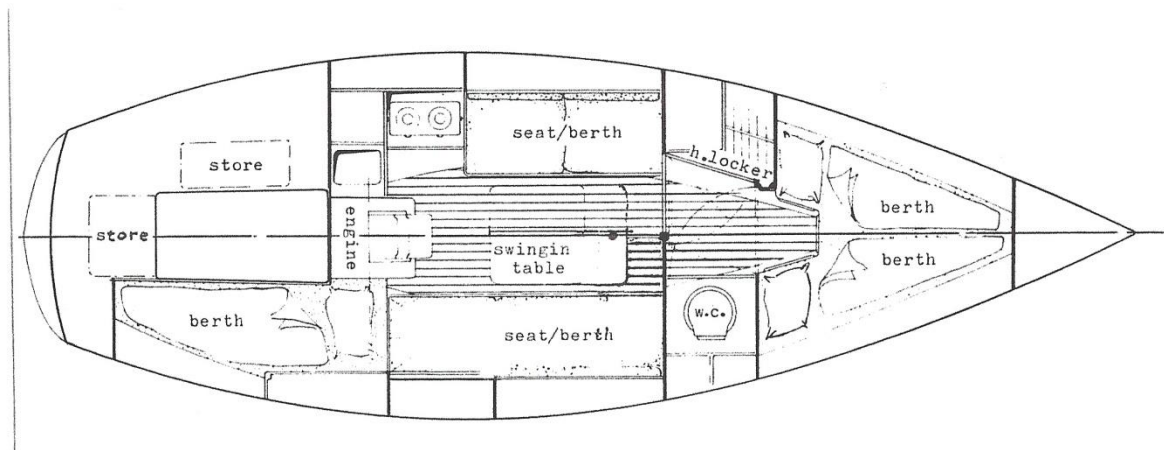 seat/berth
store
h.locker
berth
store
engine
swingin
table
berth
berth
seat/berth
W.C.